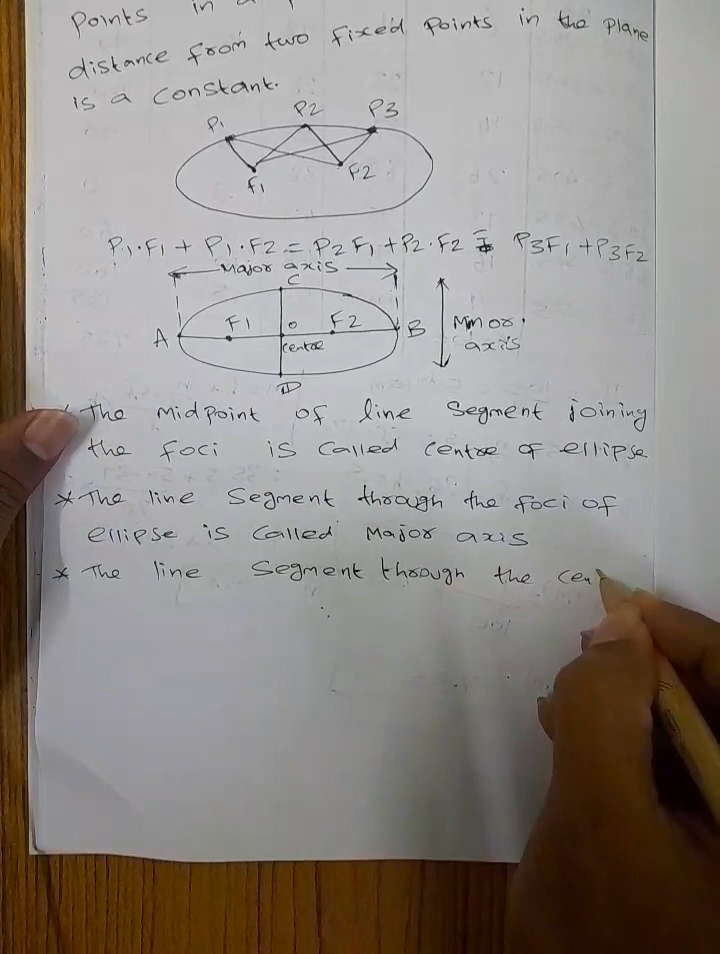 Points in a
distance from two fixed points in the plane
is a constant.
P1 P2 P3
F1 F2
P1.F1 + P1.F2 = P2F1 + P2.F2 = P3F1 + P3F2
Major axis
C
A F1 O F2 B
centre
D
Minor
axis
The midpoint of line segment joining
the foci is called centre of ellipse
* The line segment through the foci of
ellipse is called Major axis
* The line segment through the cen